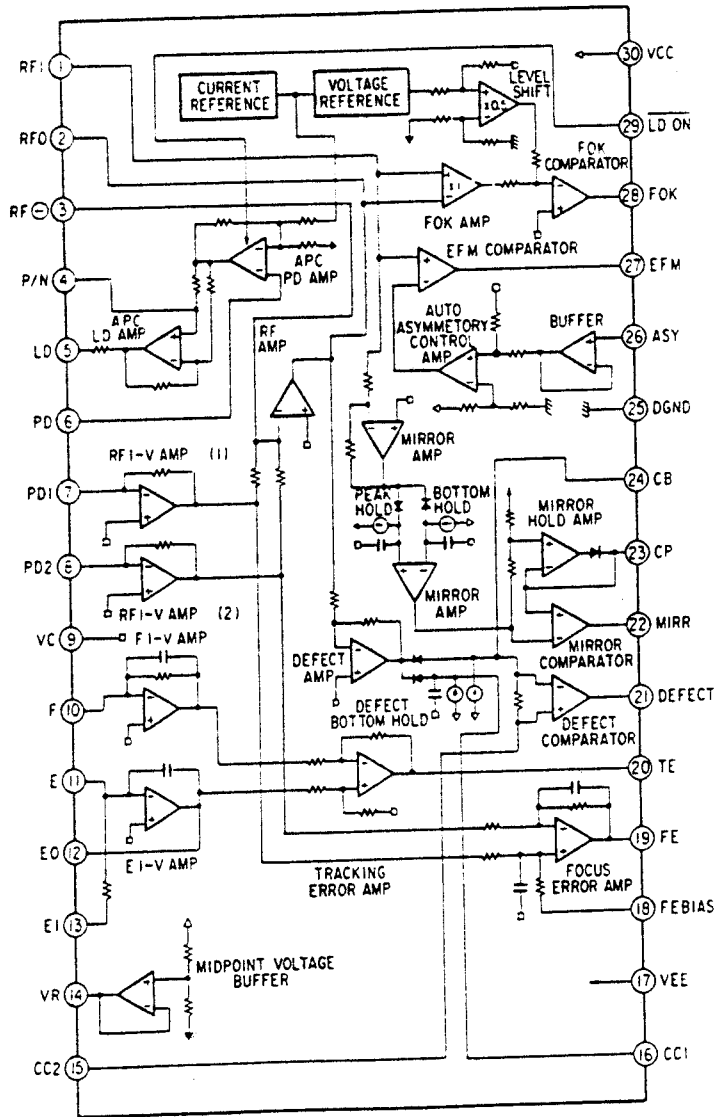 RFI 1
RFO 2
RF⊖ 3
P/N 4
LD 5
PD 6
PD1 7
PD2 8
VC 9
F 10
E 11
EO 12
EI 13
VR 14
CC2 15
30 VCC
29 LD ON
28 FOK
27 EFM
26 ASY
25 DGND
24 CB
23 CP
22 MIRR
21 DEFECT
20 TE
19 FE
18 FEBIAS
17 VEE
16 CC1
CURRENT
REFERENCE
VOLTAGE
REFERENCE
LEVEL
SHIFT
FOK AMP
FOK
COMPARATOR
APC
PD AMP
APC
LD AMP
RF
AMP
EFM COMPARATOR
AUTO
ASYMMETORY
CONTROL
AMP
BUFFER
MIRROR
AMP
PEAK
HOLD
BOTTOM
HOLD
MIRROR
AMP
MIRROR
HOLD AMP
MIRROR
COMPARATOR
RFI-V AMP (1)
RFI-V AMP (2)
FI-V AMP
EI-V AMP
DEFECT
AMP
DEFECT
BOTTOM HOLD
DEFECT
COMPARATOR
TRACKING
ERROR AMP
FOCUS
ERROR AMP
MIDPOINT VOLTAGE
BUFFER